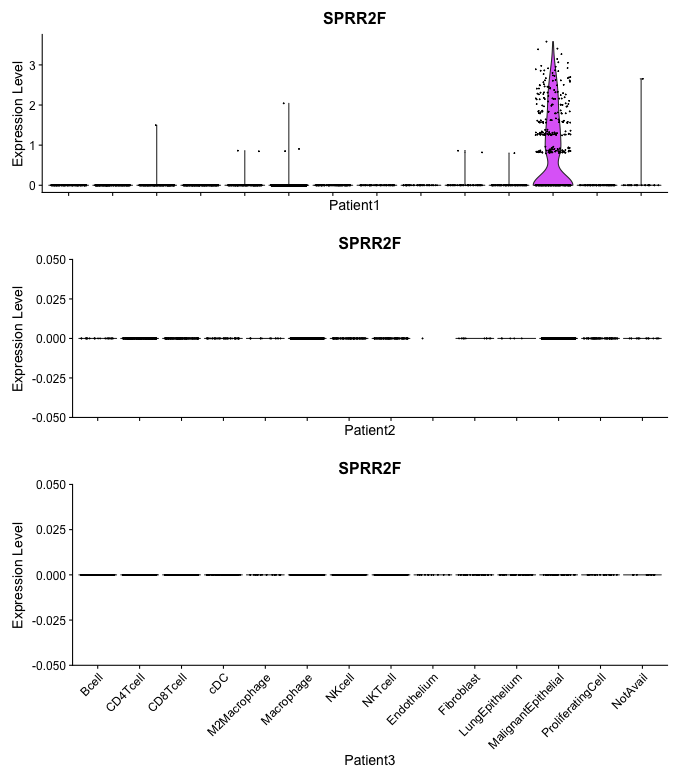 SPRR2F
Expression Level
3
2
1
0
Patient1
SPRR2F
Expression Level
0.050
0.025
0.000
-0.025
-0.050
Patient2
SPRR2F
Expression Level
0.050
0.025
0.000
-0.025
-0.050
Bcell
CD4Tcell
CD8Tcell
cDC
M2Macrophage
Macrophage
NKcell
NKTcell
Endothelium
Fibroblast
LungEpithelium
MalignantEpithelial
ProliferatingCell
NotAvail
Patient3